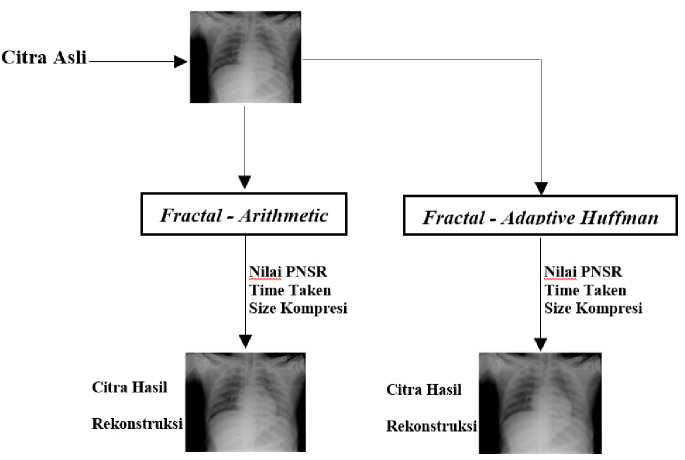 Citra Asli
Fractal - Arithmetic
Fractal - Adaptive Huffman
Nilai PNSR
Time Taken
Size Kompresi
Nilai PNSR
Time Taken
Size Kompresi
Citra Hasil
Rekonstruksi
Citra Hasil
Rekonstruksi